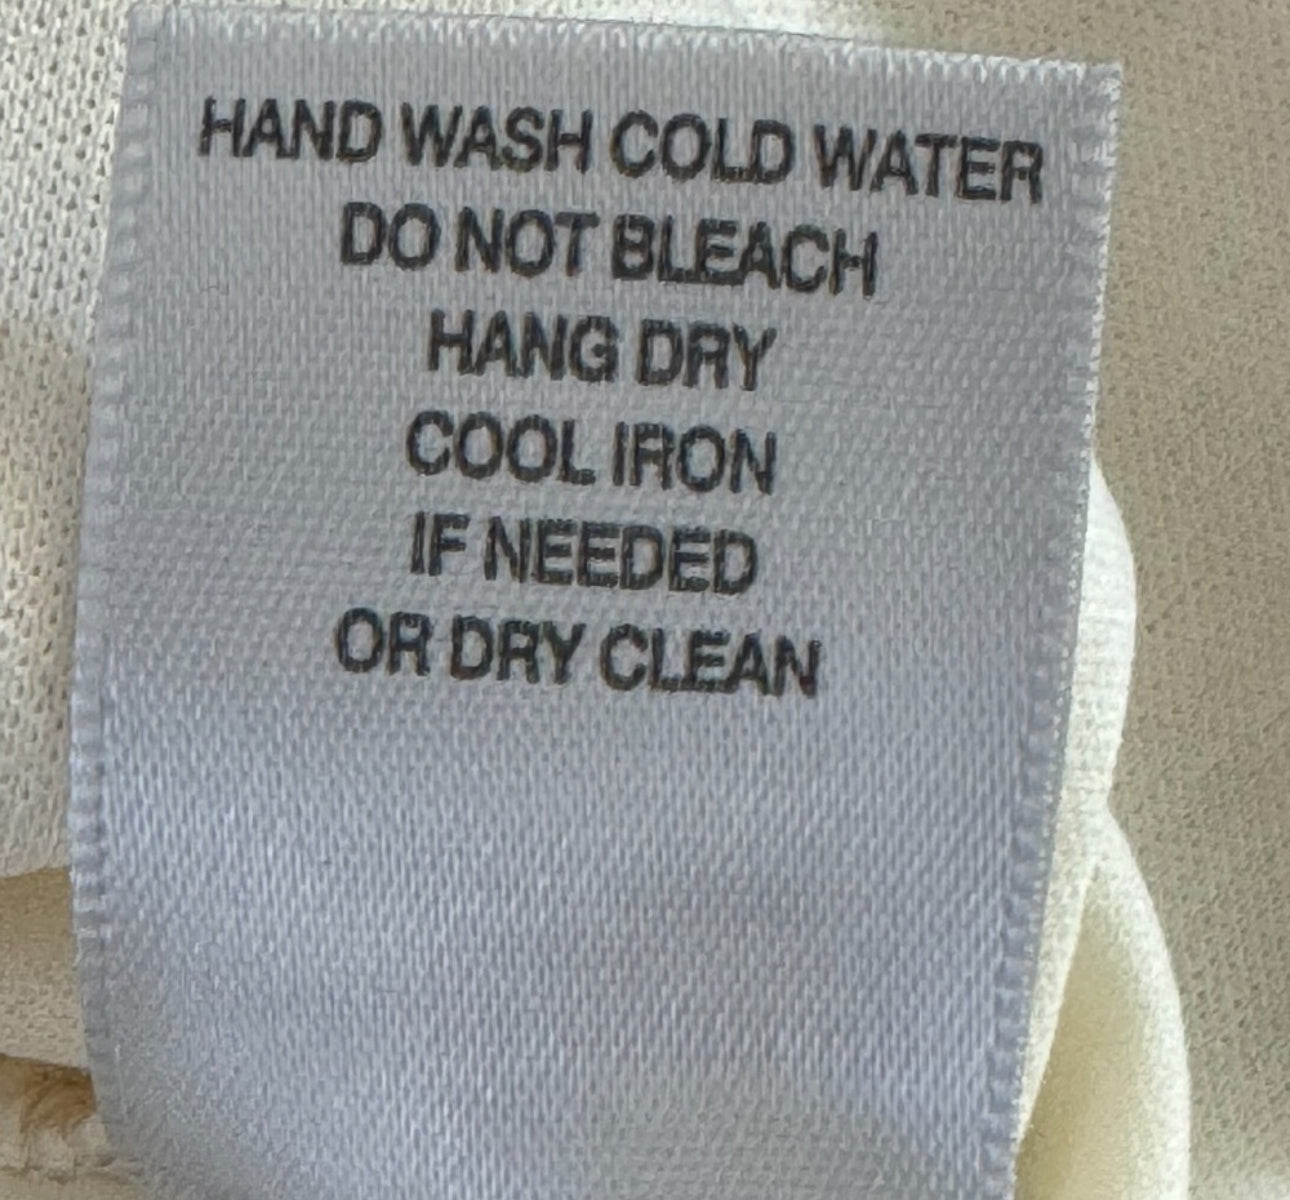 HAND WASH COLD WATER
DO NOT BLEACH
HANG DRY
COOL IRON
IF NEEDED
OR DRY CLEAN